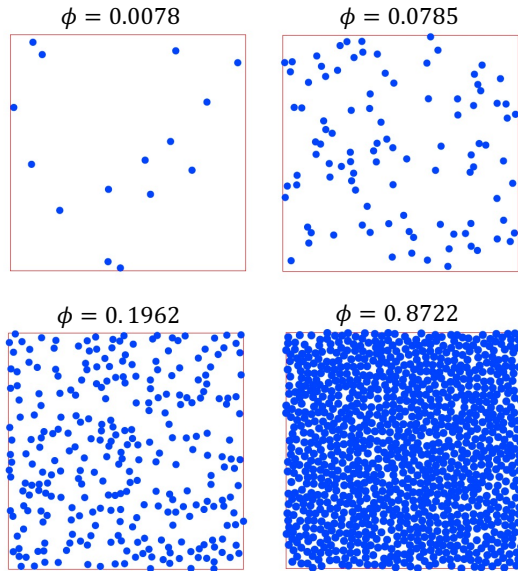 ϕ = 0.0078
ϕ = 0.0785
ϕ = 0.1962
ϕ = 0.8722